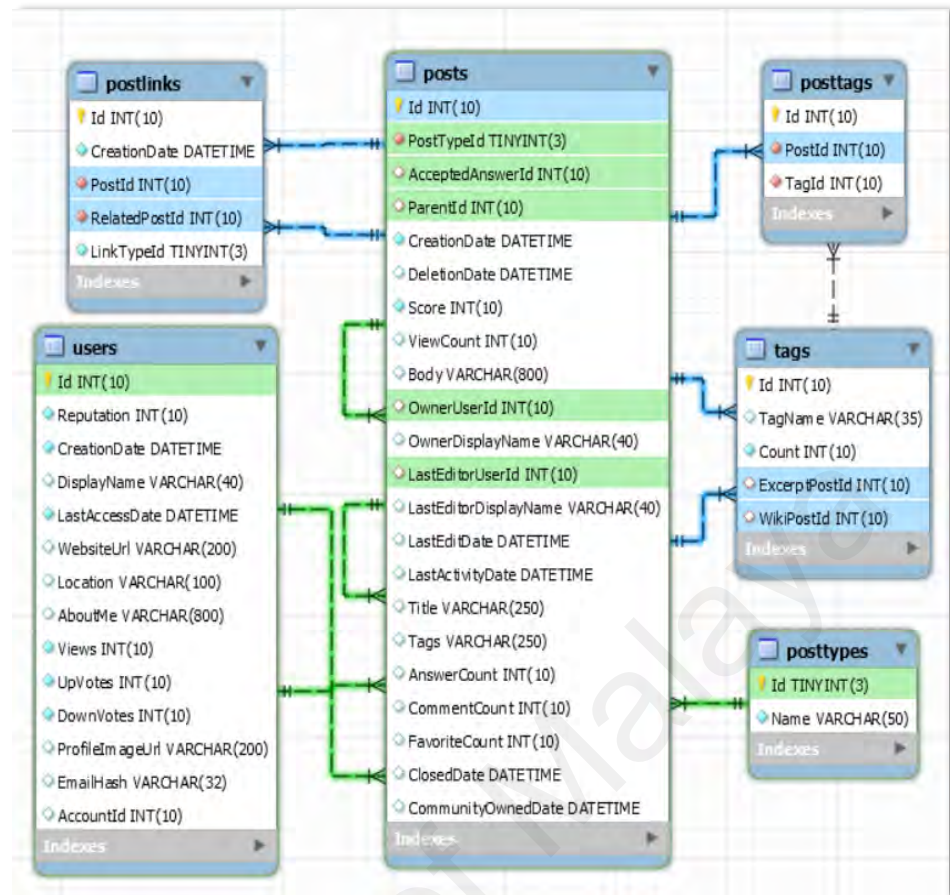 postlinks
Id INT(10)
CreationDate DATETIME
PostId INT(10)
RelatedPostId INT(10)
LinkTypeId TINYINT(3)
Indexes
users
Id INT(10)
Reputation INT(10)
CreationDate DATETIME
DisplayName VARCHAR(40)
LastAccessDate DATETIME
WebsiteUrl VARCHAR(200)
Location VARCHAR(100)
AboutMe VARCHAR(800)
Views INT(10)
UpVotes INT(10)
DownVotes INT(10)
ProfileImageUrl VARCHAR(200)
EmailHash VARCHAR(32)
AccountId INT(10)
Indexes
posts
Id INT(10)
PostTypeId TINYINT(3)
AcceptedAnswerId INT(10)
ParentId INT(10)
CreationDate DATETIME
DeletionDate DATETIME
Score INT(10)
ViewCount INT(10)
Body VARCHAR(800)
OwnerUserId INT(10)
OwnerDisplayName VARCHAR(40)
LastEditorUserId INT(10)
LastEditorDisplayName VARCHAR(40)
LastEditDate DATETIME
LastActivityDate DATETIME
Title VARCHAR(250)
Tags VARCHAR(250)
AnswerCount INT(10)
CommentCount INT(10)
FavoriteCount INT(10)
ClosedDate DATETIME
CommunityOwnedDate DATETIME
Indexes
posttags
Id INT(10)
PostId INT(10)
TagId INT(10)
Indexes
tags
Id INT(10)
TagName VARCHAR(35)
Count INT(10)
ExcerptPostId INT(10)
WikiPostId INT(10)
Indexes
posttypes
Id TINYINT(3)
Name VARCHAR(50)
Indexes
of Malaya